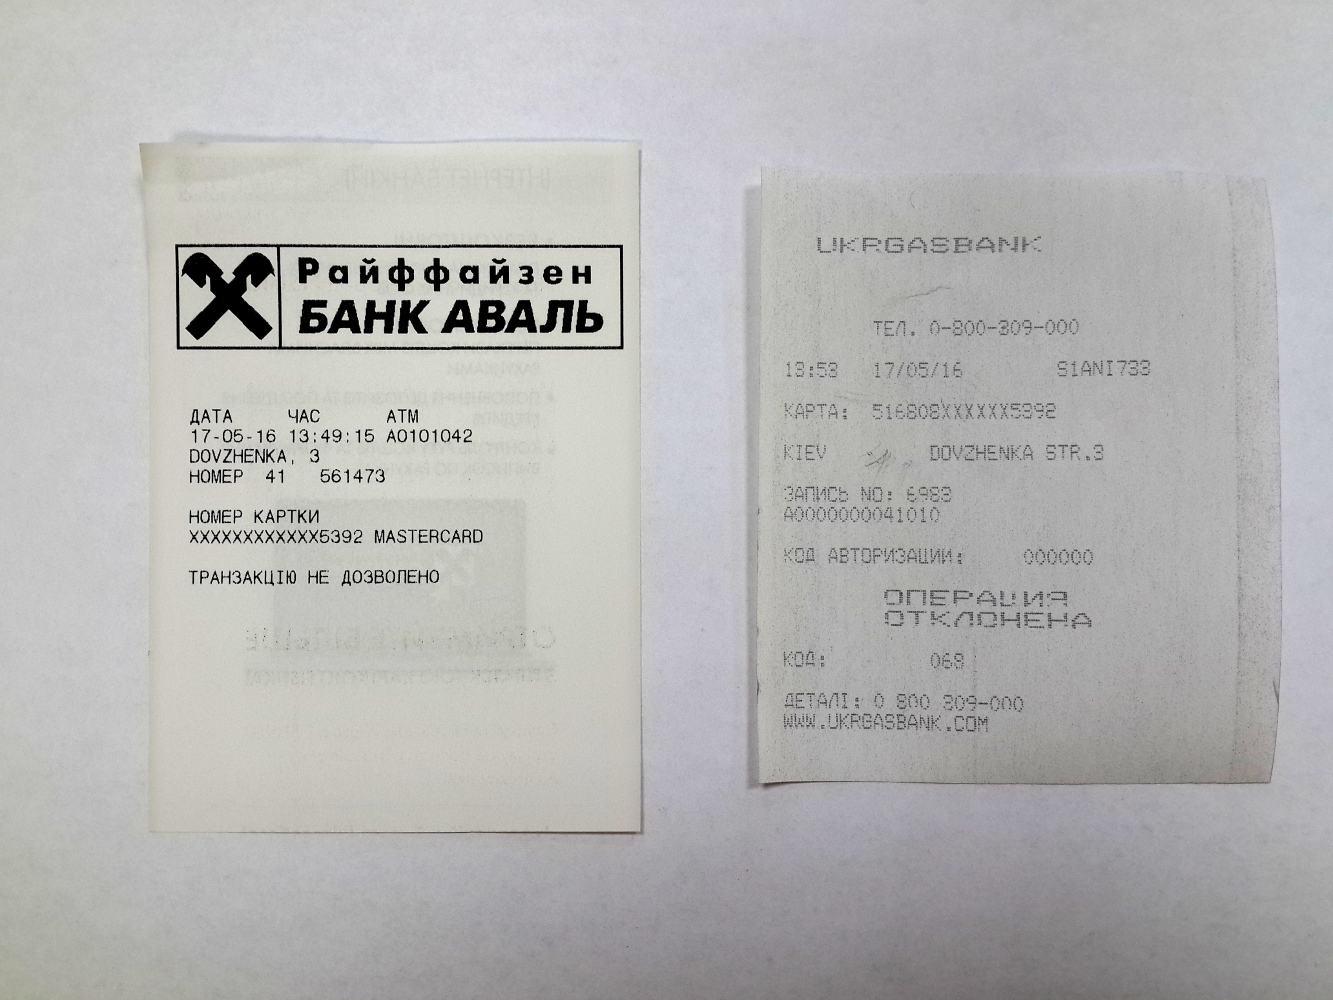 Райффайзен
БАНК АВАЛЬ
ДАТА ЧАС АТМ
17-05-16 13:49:15 A0101042
DOVZHENKA, 3
НОМЕР 41 561473
НОМЕР КАРТКИ
XXXXXXXXXXXX5392 MASTERCARD
ТРАНЗАКЦІЮ НЕ ДОЗВОЛЕНО
UKRGASBANK
ТЕЛ. 0-800-309-000
13:53 17/05/16 S1ANI733
КАРТА: 516808XXXXXX5392
KIEV DOVZHENKA STR.3
ЗАПИСЬ NO: 6983
A0000000041010
КОД АВТОРИЗАЦИИ: 000000
ОПЕРАЦИЯ
ОТКЛОНЕНА
КОД: 068
ДЕТАЛІ: 0 800 309-000
WWW.UKRGASBANK.COM